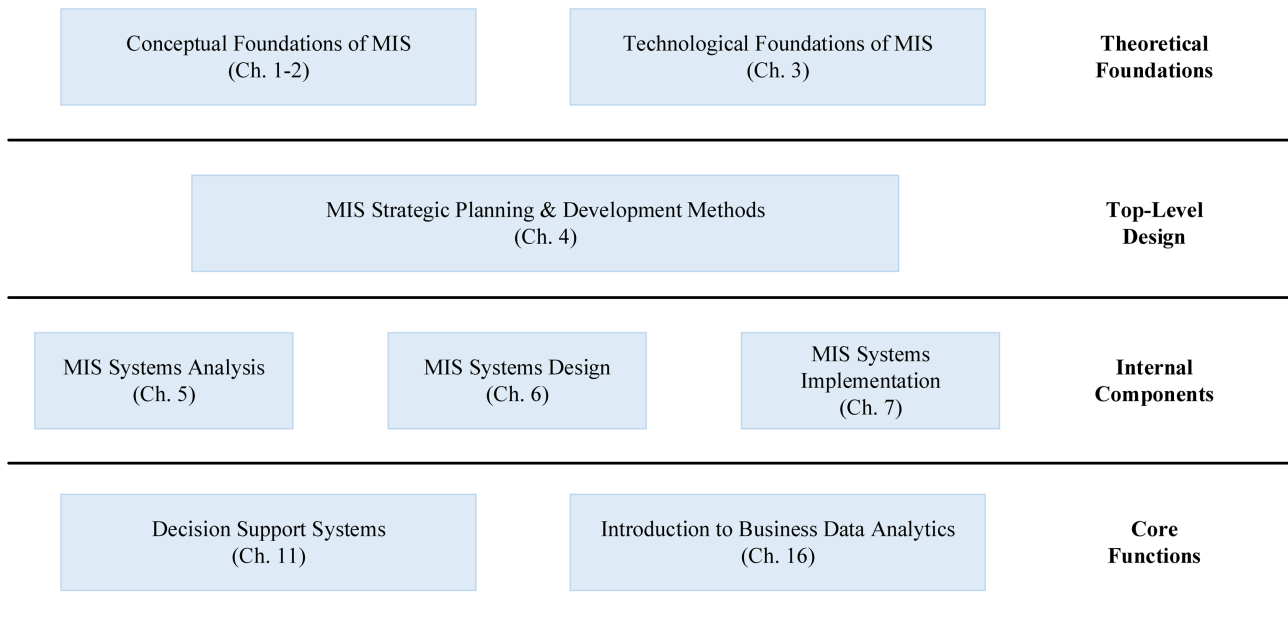 Conceptual Foundations of MIS
(Ch. 1-2)
Technological Foundations of MIS
(Ch. 3)
Theoretical
Foundations
MIS Strategic Planning & Development Methods
(Ch. 4)
Top-Level
Design
MIS Systems Analysis
(Ch. 5)
MIS Systems Design
(Ch. 6)
MIS Systems
Implementation
(Ch. 7)
Internal
Components
Decision Support Systems
(Ch. 11)
Introduction to Business Data Analytics
(Ch. 16)
Core
Functions